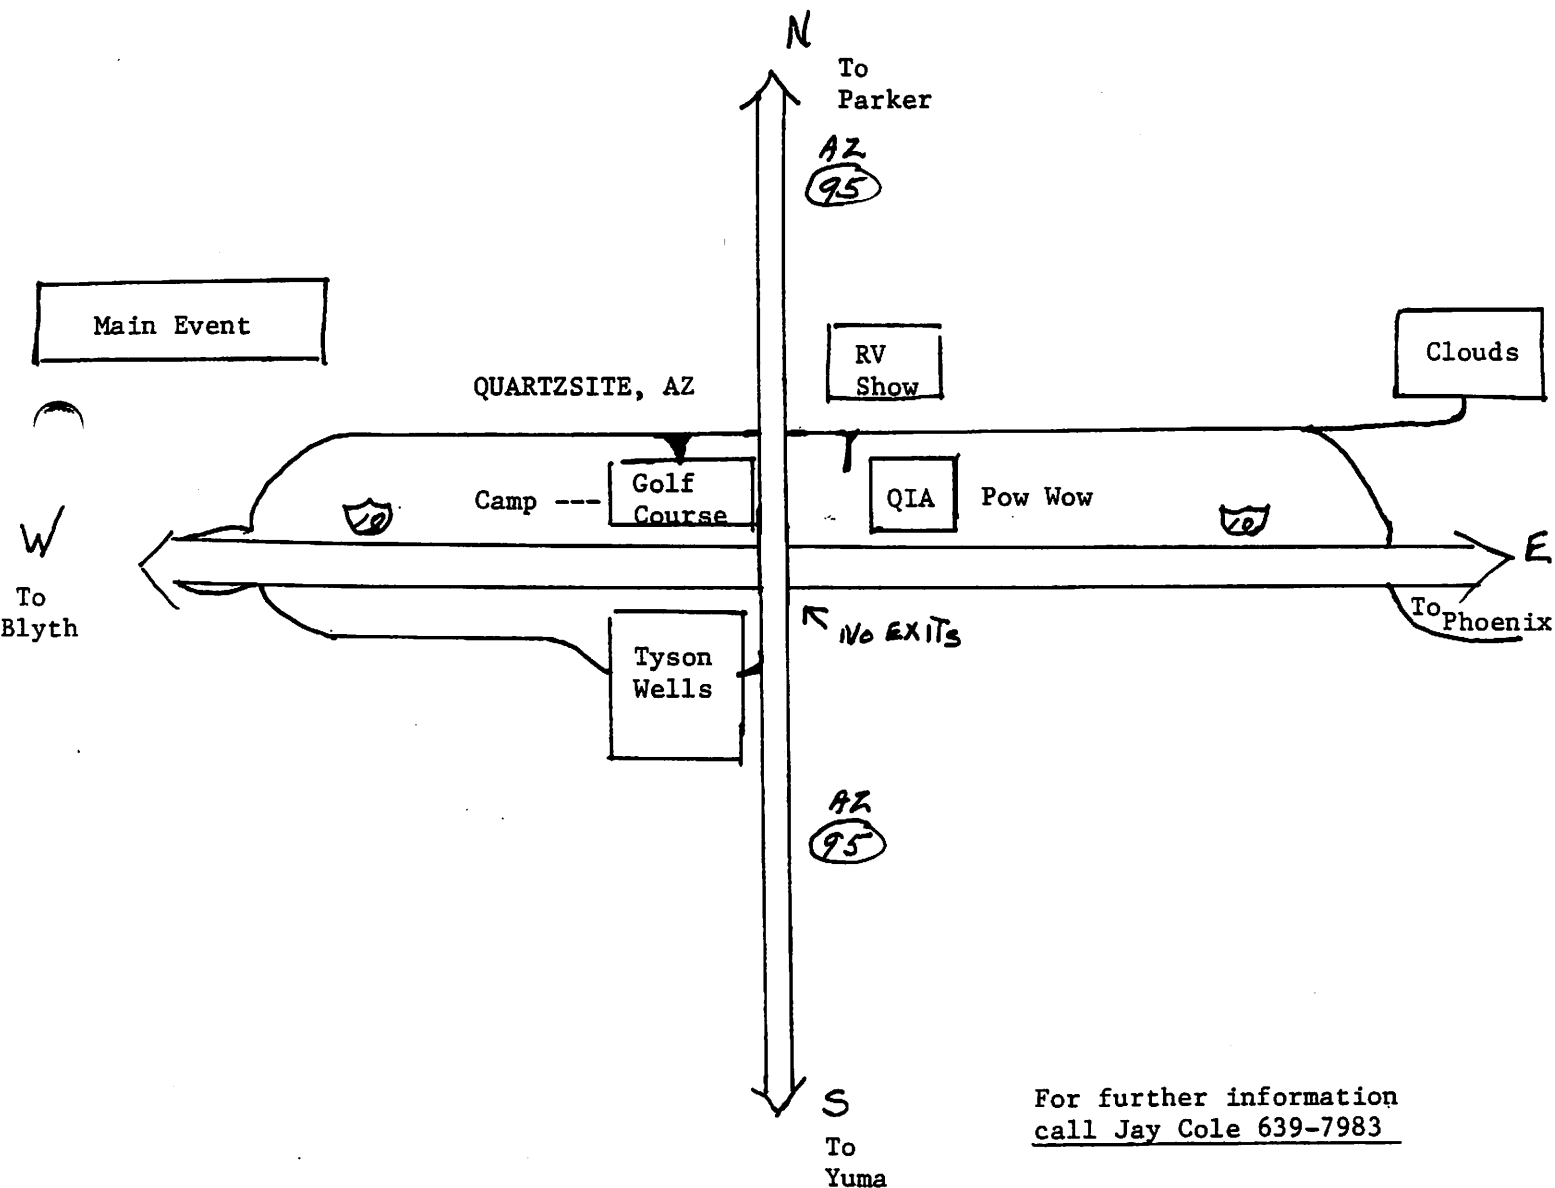 N
To
Parker
AZ
95
Main Event
RV
Show
Clouds
QUARTZSITE, AZ
Camp ---
Golf
Course
QIA
Pow Wow
10
10
W
E
To
Blyth
To Phoenix
NO EXITS
Tyson
Wells
AZ
95
S
To
Yuma
For further information
call Jay Cole 639-7983